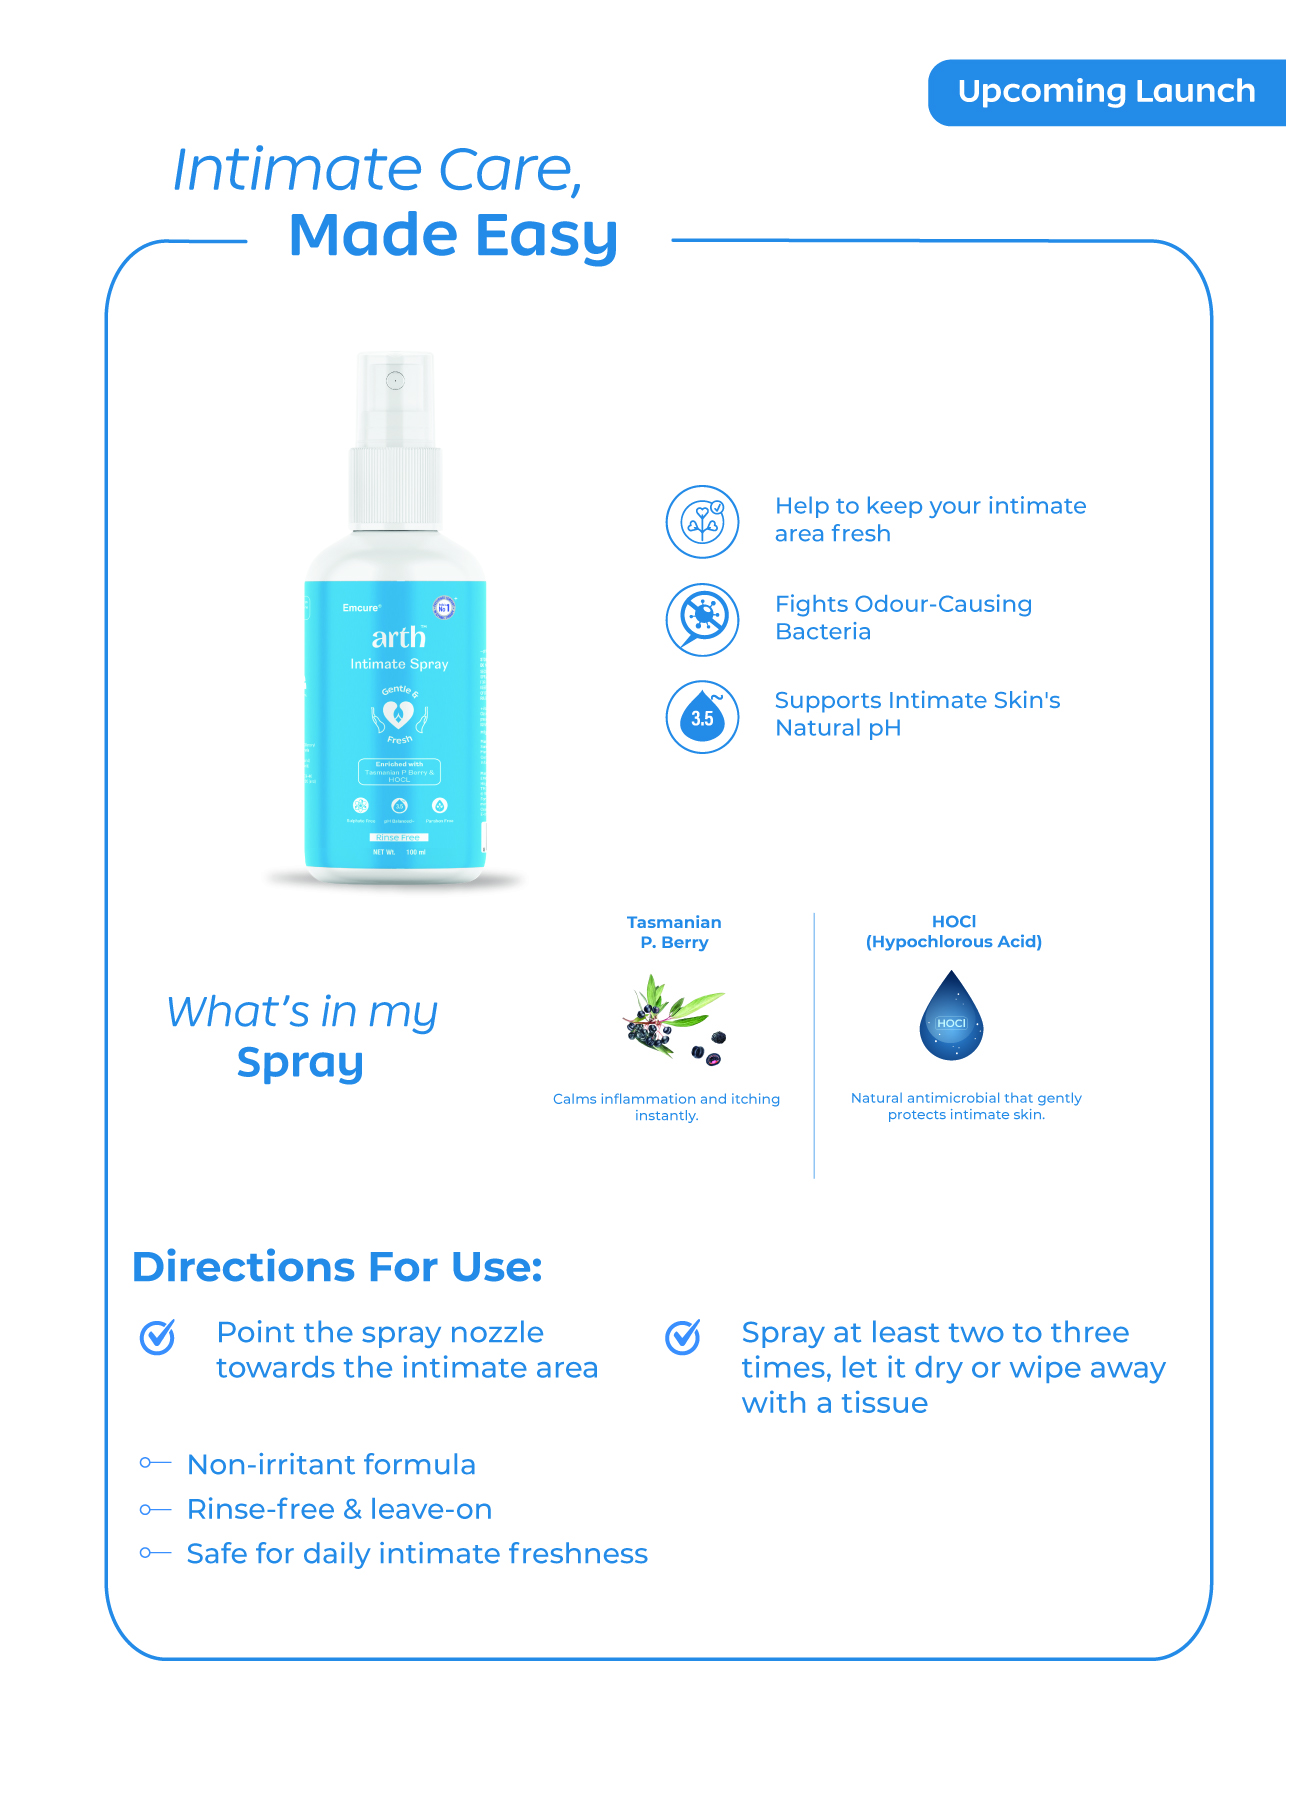 Upcoming Launch
Intimate Care,
Made Easy
Emcure®
No 1
arth™
Intimate Spray
Gentle &
Fresh
Enriched with
Tasmanian P Berry &
HOCL
3.5
Rinse Free
NET Wt. 100 ml
Help to keep your intimate
area fresh
Fights Odour-Causing
Bacteria
3.5
Supports Intimate Skin's
Natural pH
What's in my
Spray
Tasmanian
P. Berry
Calms inflammation and itching
instantly.
HOCl
(Hypochlorous Acid)
HOCl
Natural antimicrobial that gently
protects intimate skin.
Directions For Use:
Point the spray nozzle
towards the intimate area
Spray at least two to three
times, let it dry or wipe away
with a tissue
Non-irritant formula
Rinse-free & leave-on
Safe for daily intimate freshness